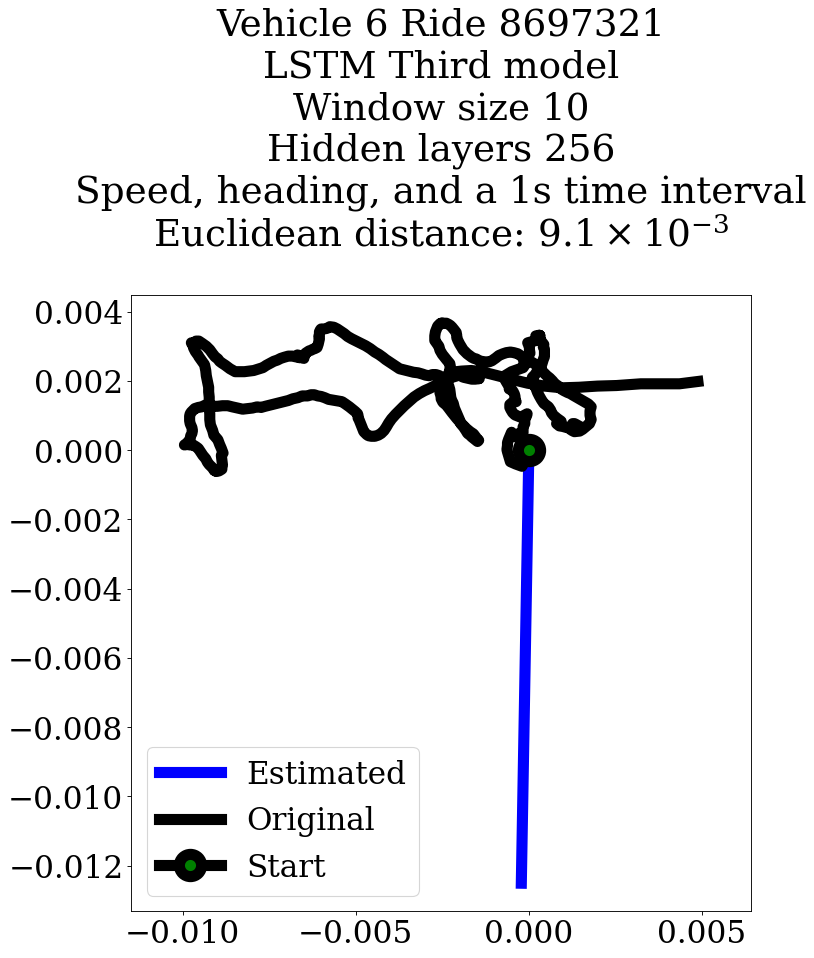 Vehicle 6 Ride 8697321
LSTM Third model
Window size 10
Hidden layers 256
Speed, heading, and a 1s time interval
Euclidean distance: 9.1 × 10⁻³
0.004
0.002
0.000
−0.002
−0.004
−0.006
−0.008
−0.010
−0.012
Estimated
Original
Start
−0.010 −0.005 0.000 0.005